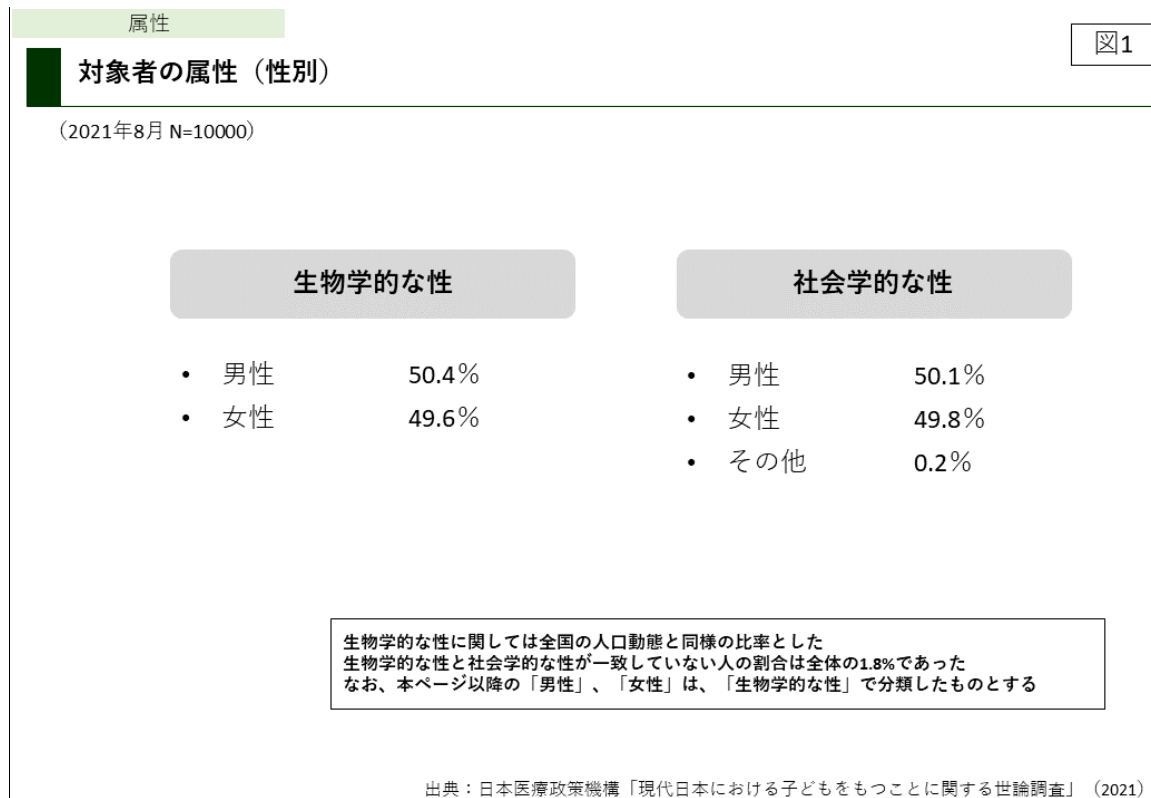 属性
図1
対象者の属性（性別）
（2021年8月 N=10000）
生物学的な性
• 男性 50.4％
• 女性 49.6％
社会学的な性
• 男性 50.1％
• 女性 49.8％
• その他 0.2％
生物学的な性に関しては全国の人口動態と同様の比率とした
生物学的な性と社会学的な性が一致していない人の割合は全体の1.8%であった
なお、本ページ以降の「男性」、「女性」は、「生物学的な性」で分類したものとする
出典：日本医療政策機構「現代日本における子どもをもつことに関する世論調査」（2021）